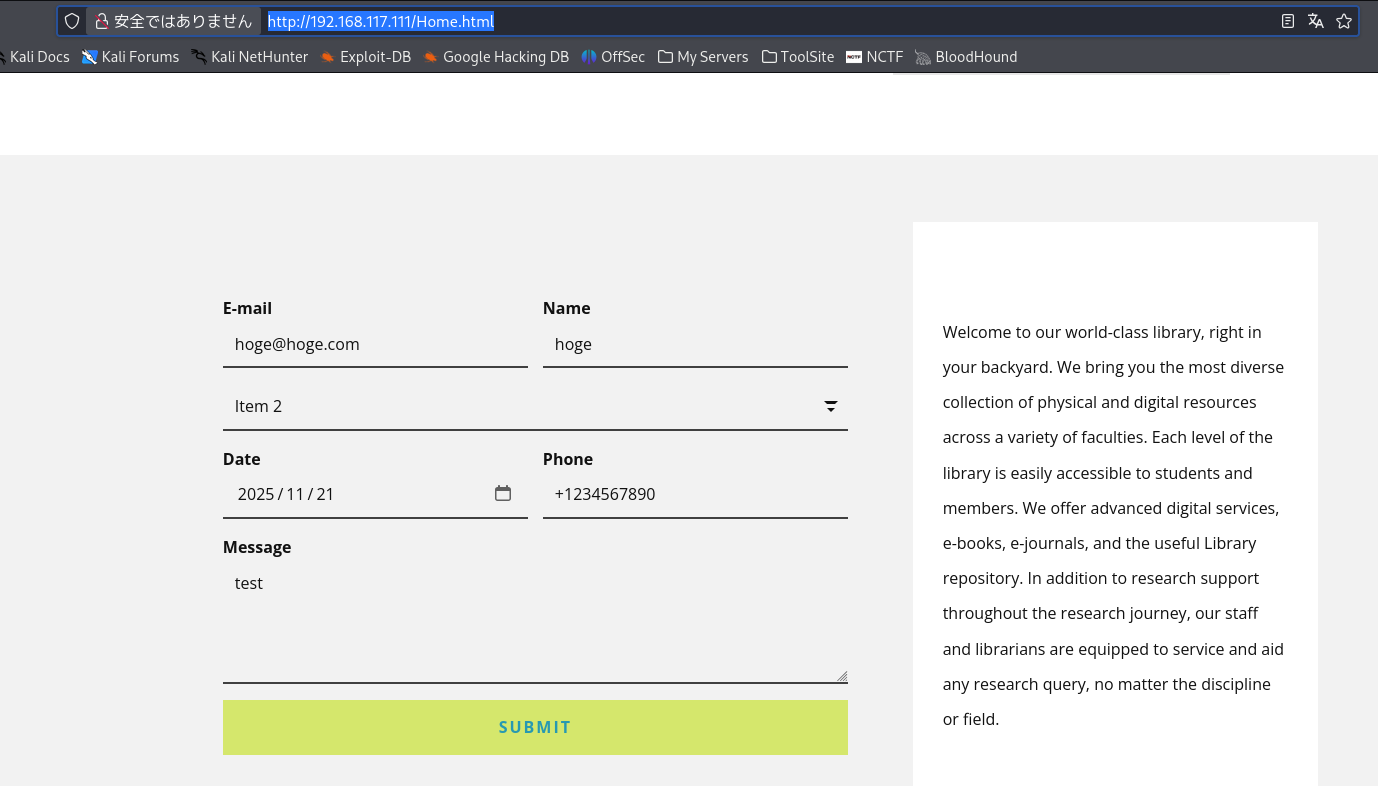 安全ではありません http://192.168.117.111/Home.html
Kali Docs Kali Forums Kali NetHunter Exploit-DB Google Hacking DB OffSec My Servers ToolSite NCTF NCTF BloodHound
E-mail Name
hoge@hoge.com hoge
Item 2
Date Phone
2025/11/21 +1234567890
Message
test
SUBMIT
Welcome to our world-class library, right in
your backyard. We bring you the most diverse
collection of physical and digital resources
across a variety of faculties. Each level of the
library is easily accessible to students and
members. We offer advanced digital services,
e-books, e-journals, and the useful Library
repository. In addition to research support
throughout the research journey, our staff
and librarians are equipped to service and aid
any research query, no matter the discipline
or field.